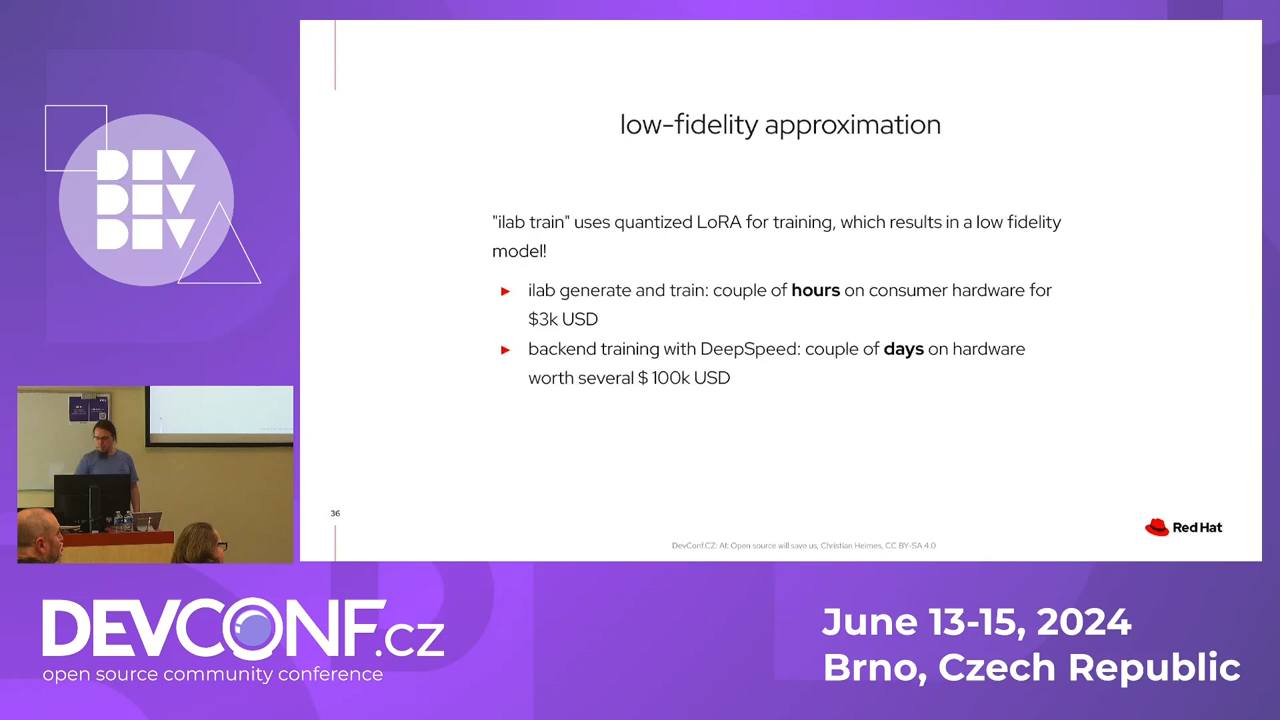 DEV
DEV
DEV
low-fidelity approximation
"ilab train" uses quantized LoRA for training, which results in a low fidelity
model!
► ilab generate and train: couple of hours on consumer hardware for
$3k USD
► backend training with DeepSpeed: couple of days on hardware
worth several $ 100k USD
36
Red Hat
DevConf.CZ: AI: Open source will save us, Christian Heimes, CC BY-SA 4.0
DEVCONF.cz
open source community conference
June 13-15, 2024
Brno, Czech Republic